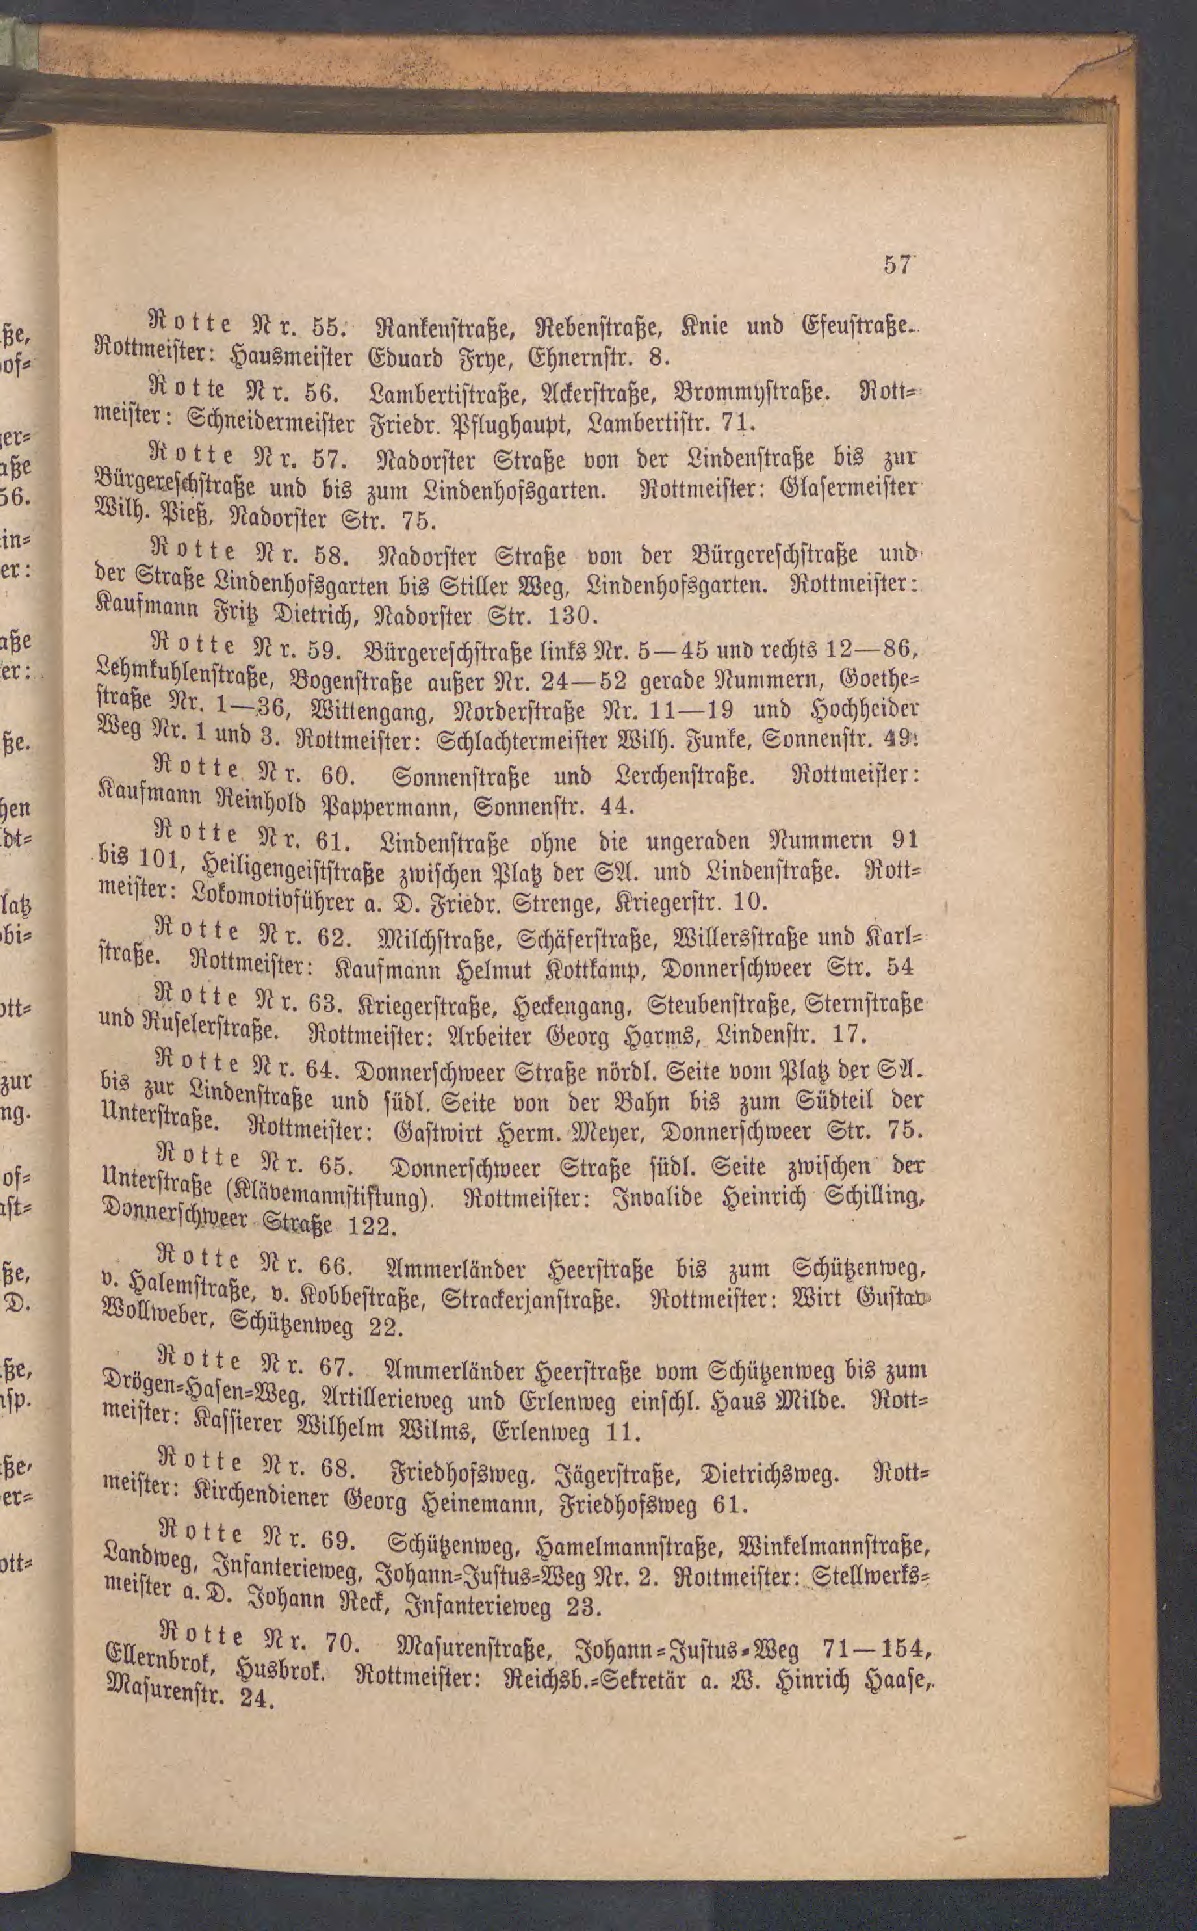 57
Rotte Nr. 55. Rankenstraße, Rebenstraße, Knie und Efeustraße.
Rottmeister: Hausmeister Eduard Frye, Ehnernstr. 8.
Rotte Nr. 56. Lambertistraße, Ackerstraße, Brommystraße. Rott-
meister: Schneidermeister Friedr. Pflughaupt, Lambertistr. 71.
Rotte Nr. 57. Nadorster Straße von der Lindenstraße bis zur
Bürgereschstraße und bis zum Lindenhofsgarten. Rottmeister: Glasermeister
Wilh. Pieß, Nadorster Str. 75.
Rotte Nr. 58. Nadorster Straße von der Bürgereschstraße und
der Straße Lindenhofsgarten bis Stiller Weg, Lindenhofsgarten. Rottmeister:
Kaufmann Fritz Dietrich, Nadorster Str. 130.
Rotte Nr. 59. Bürgereschstraße links Nr. 5—45 und rechts 12—86,
Lehmkuhlenstraße, Bogenstraße außer Nr. 24—52 gerade Nummern, Goethe-
straße Nr. 1—36, Wittengang, Norderstraße Nr. 11—19 und Hochheider
Weg Nr. 1 und 3. Rottmeister: Schlachtermeister Wilh. Funke, Sonnenstr. 49.
Rotte Nr. 60. Sonnenstraße und Lerchenstraße. Rottmeister:
Kaufmann Reinhold Pappermann, Sonnenstr. 44.
Rotte Nr. 61. Lindenstraße ohne die ungeraden Nummern 91
bis 101, Heiligengeiststraße zwischen Platz der SA. und Lindenstraße. Rott-
meister: Lokomotivführer a. D. Friedr. Strenge, Kriegerstr. 10.
Rotte Nr. 62. Milchstraße, Schäferstraße, Willersstraße und Karl-
straße. Rottmeister: Kaufmann Helmut Kottkamp, Donnerschweer Str. 54
Rotte Nr. 63. Kriegerstraße, Heckengang, Steubenstraße, Sternstraße
und Rüselerstraße. Rottmeister: Arbeiter Georg Harms, Lindenstr. 17.
Rotte Nr. 64. Donnerschweer Straße nördl. Seite vom Platz der SA.
bis zur Lindenstraße und südl. Seite von der Bahn bis zum Südteil der
Unterstraße. Rottmeister: Gastwirt Herm. Meyer, Donnerschweer Str. 75.
Rotte Nr. 65. Donnerschweer Straße südl. Seite zwischen der
Unterstraße (Klävemannstiftung). Rottmeister: Invalide Heinrich Schilling,
Donnerschweer Straße 122.
Rotte Nr. 66. Ammerländer Heerstraße bis zum Schützenweg,
v. Halemstraße, v. Kobbestraße, Strackerjanstraße. Rottmeister: Wirt Gustav
Wollweber, Schützenweg 22.
Rotte Nr. 67. Ammerländer Heerstraße vom Schützenweg bis zum
Drögen-Hasen-Weg, Artillerieweg und Erlenweg einschl. Haus Milde. Rott-
meister: Kassierer Wilhelm Wilms, Erlenweg 11.
Rotte Nr. 68. Friedhofsweg, Jägerstraße, Dietrichsweg. Rott-
meister: Kirchendiener Georg Heinemann, Friedhofsweg 61.
Rotte Nr. 69. Schützenweg, Hamelmannstraße, Winkelmannstraße,
Landweg, Infanterieweg, Johann-Justus-Weg Nr. 2. Rottmeister: Stellwerks-
meister a. D. Johann Reck, Infanterieweg 23.
Rotte Nr. 70. Masurenstraße, Johann-Justus-Weg 71—154,
Ellernbrok, Husbrok. Rottmeister: Reichsb.-Sekretär a. W. Hinrich Haase,
Masurenstr. 24.